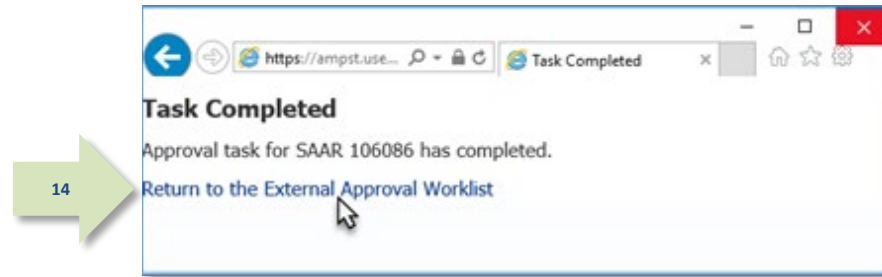 https://ampst.use...
Task Completed
Task Completed
Approval task for SAAR 106086 has completed.
14
Return to the External Approval Worklist